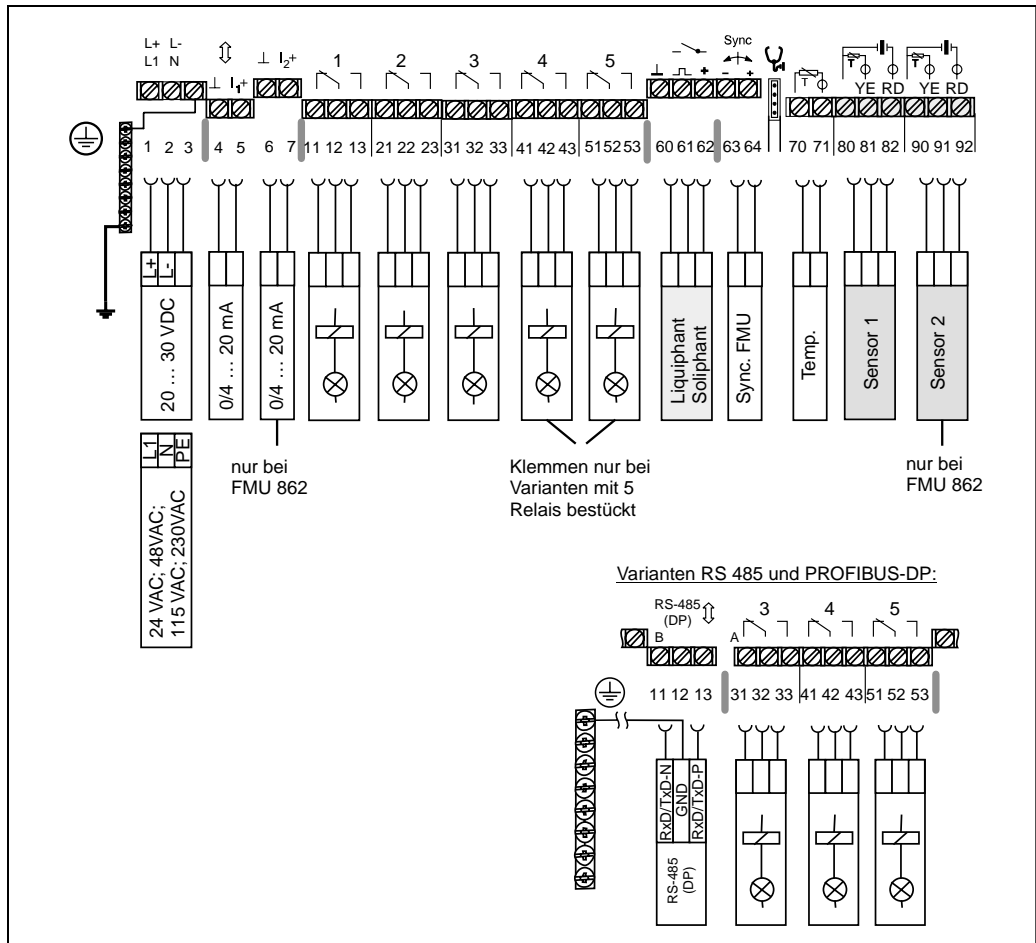 L+ L- Sync
L1 N ⊥ I1+ ⊥ I2+ 1 2 3 4 5 ⊥ + - + T T YE RD T YE RD
1 2 3 4 5 6 7 11 12 13 21 22 23 31 32 33 41 42 43 51 52 53 60 61 62 63 64 70 71 80 81 82 90 91 92
L+
L-
20 … 30 VDC
0/4 … 20 mA
0/4 … 20 mA
Liquiphant
Soliphant
Sync. FMU
Temp.
Sensor 1
Sensor 2
L1
N
PE
24 VAC; 48VAC;
115 VAC; 230VAC
nur bei
FMU 862
Klemmen nur bei
Varianten mit 5
Relais bestückt
nur bei
FMU 862
Varianten RS 485 und PROFIBUS-DP:
RS-485
(DP)
B A 3 4 5
11 12 13 31 32 33 41 42 43 51 52 53
RxD/TxD-N
GND
RxD/TxD-P
RS-485
(DP)